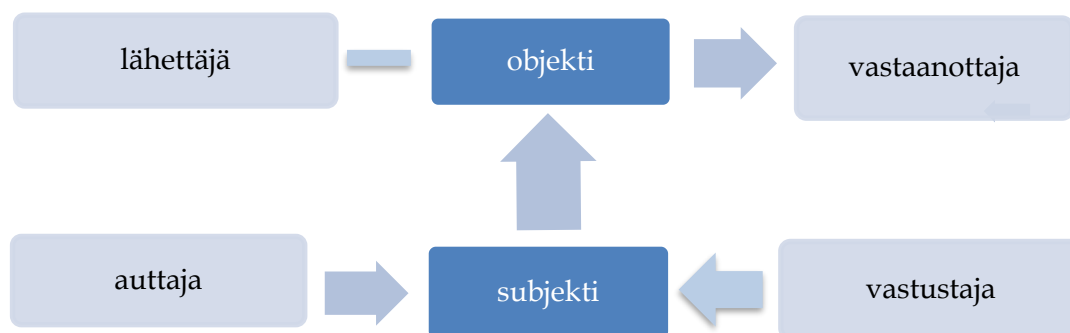 lähettäjä
objekti
vastaanottaja
auttaja
subjekti
vastustaja